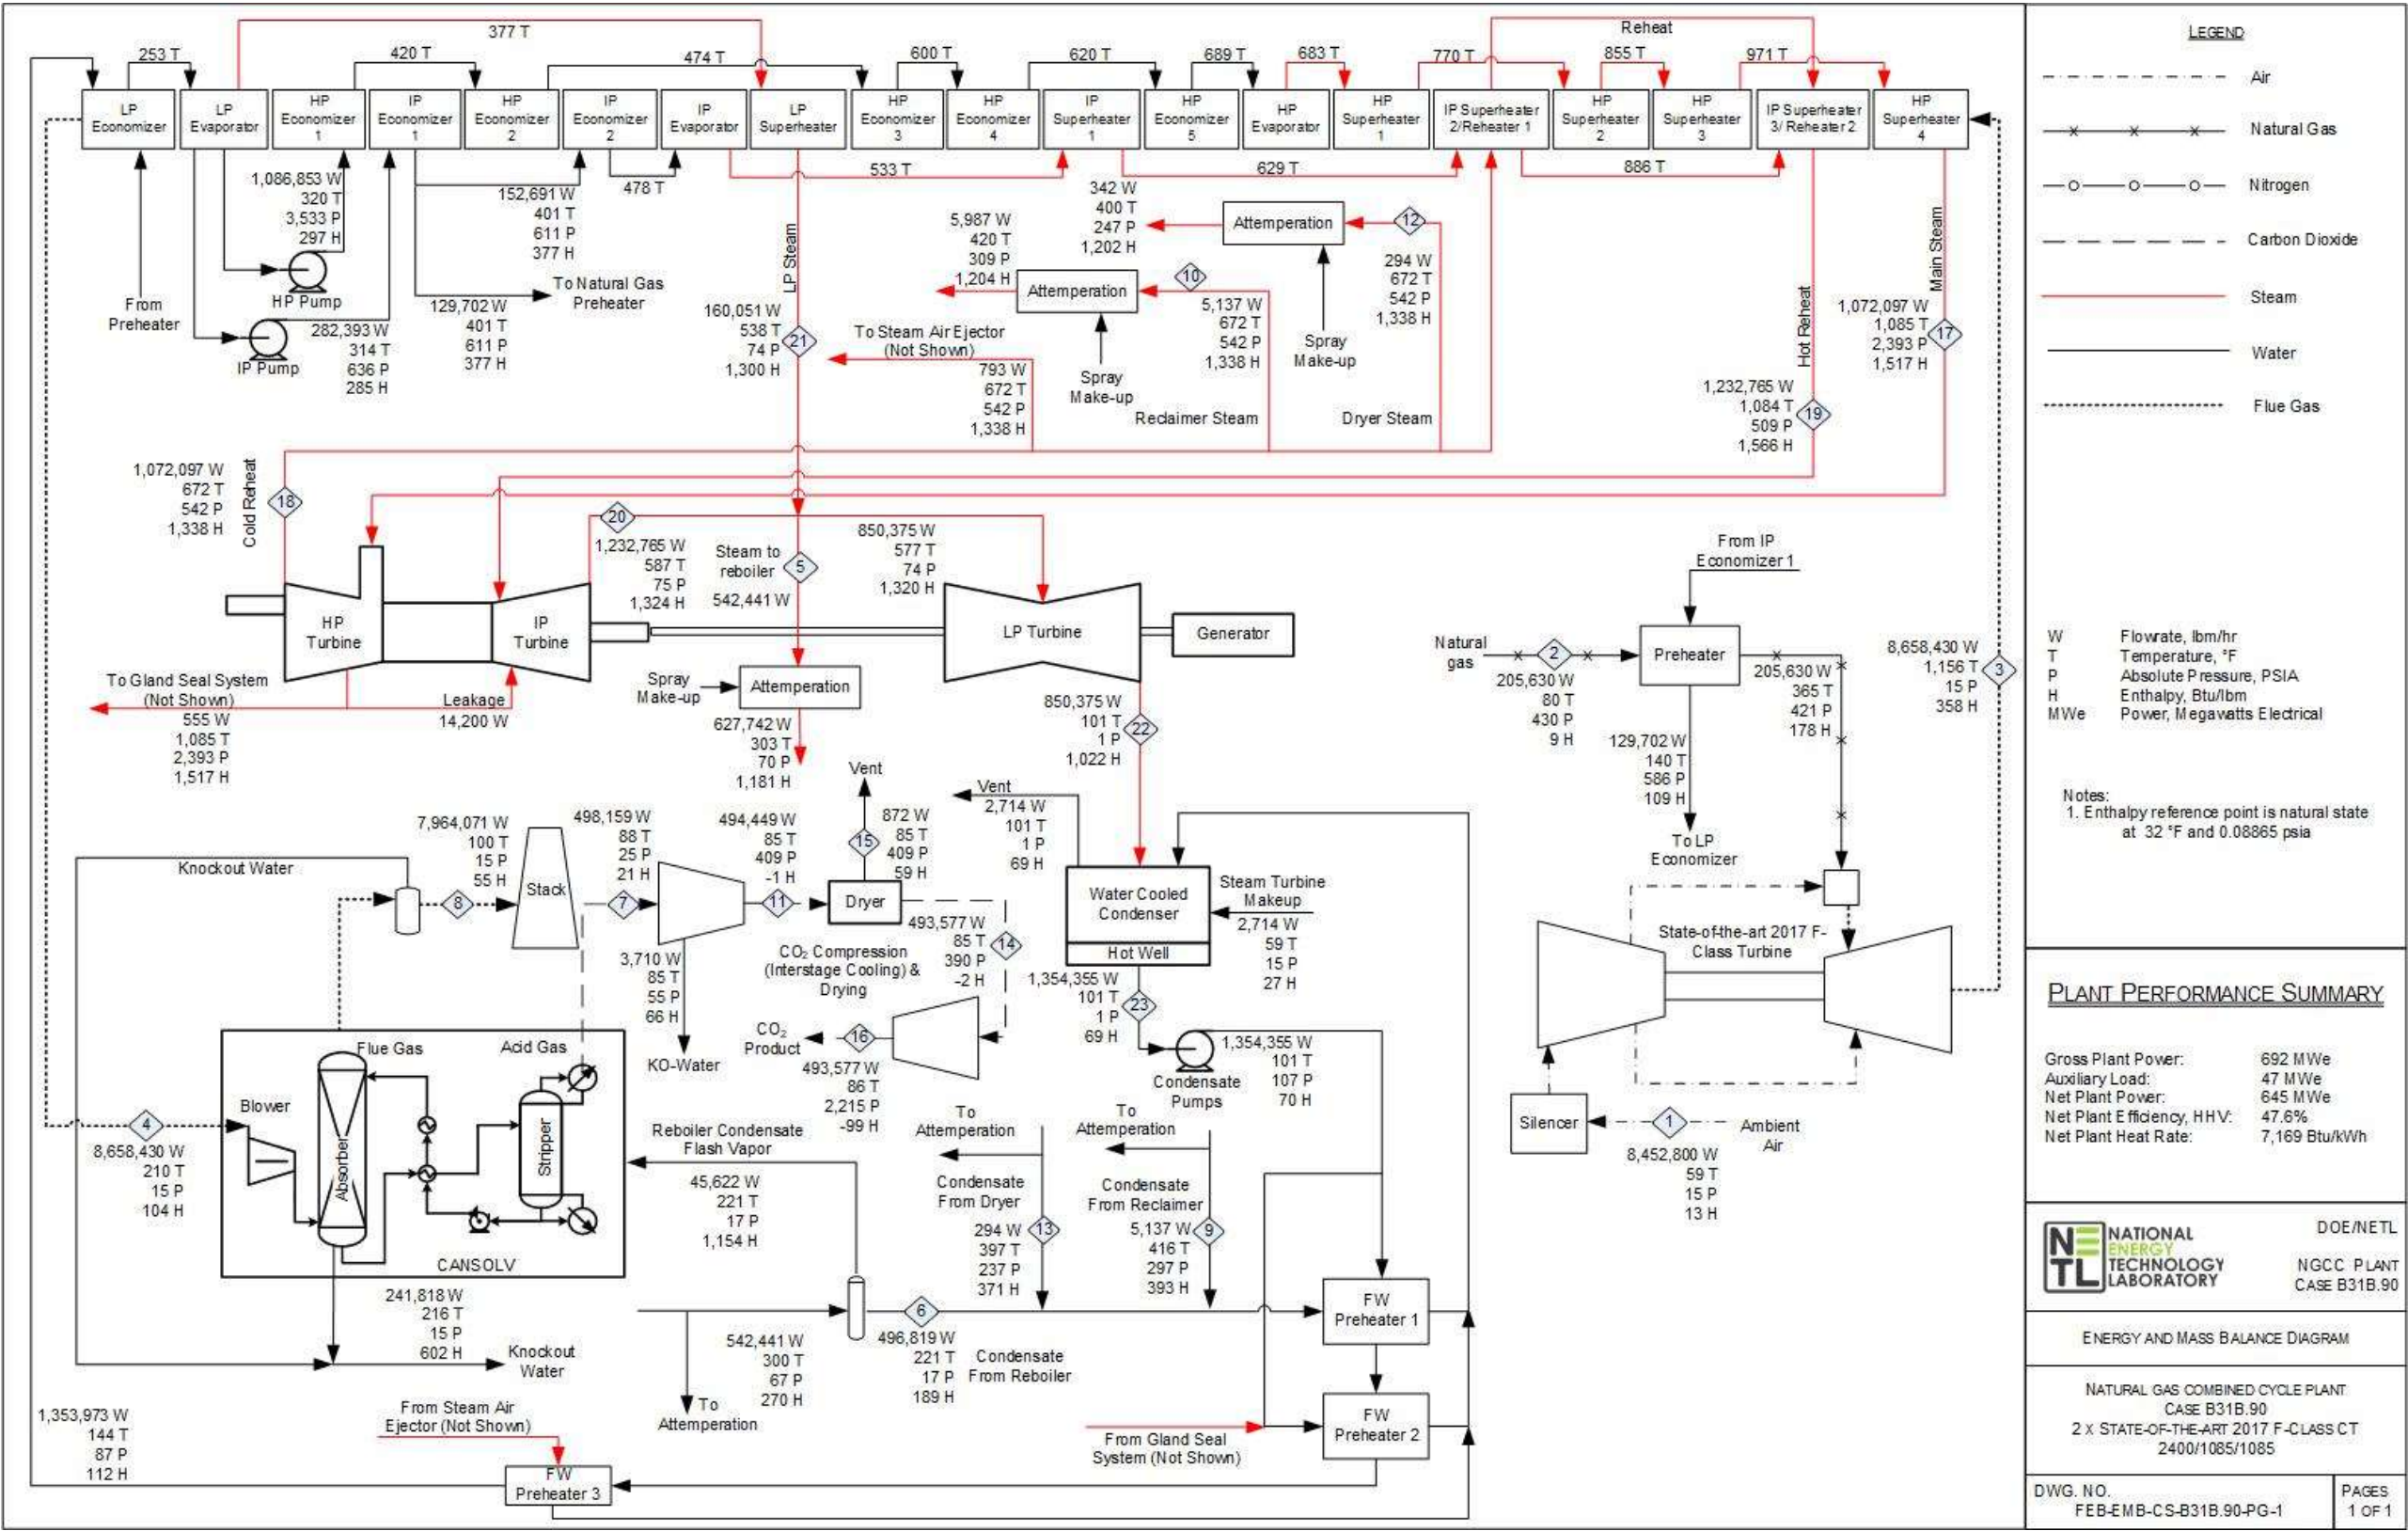 377 T
Reheat
253 T
420 T
474 T
600 T
620 T
689 T
683 T
770 T
855 T
971 T
LP
Economizer
LP
Evaporator
HP
Economizer
1
IP
Economizer
1
HP
Economizer
2
IP
Economizer
2
IP
Evaporator
LP
Superheater
HP
Economizer
3
HP
Economizer
4
IP
Superheater
1
HP
Economizer
5
HP
Evaporator
HP
Superheater
1
IP Superheater
2/Reheater 1
HP
Superheater
2
HP
Superheater
3
IP Superheater
3/ Reheater 2
HP
Superheater
4
478 T
533 T
629 T
886 T
From
Preheater
1,086,853 W
320 T
3,533 P
297 H
HP Pump
IP Pump
282,393 W
314 T
636 P
285 H
152,691 W
401 T
611 P
377 H
To Natural Gas
Preheater
129,702 W
401 T
611 P
377 H
LP Steam
160,051 W
538 T
74 P
1,300 H
21
5,987 W
420 T
309 P
1,204 H
Attemperation
Spray
Make-up
10
5,137 W
672 T
542 P
1,338 H
Reclaimer Steam
342 W
400 T
247 P
1,202 H
Attemperation
Spray
Make-up
12
294 W
672 T
542 P
1,338 H
Dryer Steam
To Steam Air Ejector
(Not Shown)
793 W
672 T
542 P
1,338 H
Hot Reheat
1,232,765 W
1,084 T
509 P
1,566 H
19
Main Steam
1,072,097 W
1,085 T
2,393 P
1,517 H
17
1,072,097 W
672 T
542 P
1,338 H
Cold Reheat
18
20
1,232,765 W
587 T
75 P
1,324 H
Steam to
reboiler
5
542,441 W
850,375 W
577 T
74 P
1,320 H
HP
Turbine
IP
Turbine
LP Turbine
Generator
To Gland Seal System
(Not Shown)
555 W
1,085 T
2,393 P
1,517 H
Leakage
14,200 W
Spray
Make-up
Attemperation
627,742 W
303 T
70 P
1,181 H
850,375 W
101 T
1 P
1,022 H
22
From IP
Economizer 1
Natural
gas
2
205,630 W
80 T
430 P
9 H
Preheater
205,630 W
365 T
421 P
178 H
129,702 W
140 T
586 P
109 H
To LP
Economizer
8,658,430 W
1,156 T
15 P
358 H
3
State-of-the-art 2017 F-
Class Turbine
Silencer
1
Ambient
Air
8,452,800 W
59 T
15 P
13 H
Knockout Water
7,964,071 W
100 T
15 P
55 H
8
Stack
498,159 W
88 T
25 P
21 H
7
494,449 W
85 T
409 P
-1 H
11
Vent
15
872 W
85 T
409 P
59 H
Dryer
3,710 W
85 T
55 P
66 H
KO-Water
CO2 Compression
(Interstage Cooling) &
Drying
493,577 W
85 T
390 P
-2 H
14
CO2
Product
16
493,577 W
86 T
2,215 P
-99 H
Vent
2,714 W
101 T
1 P
69 H
Water Cooled
Condenser
Hot Well
Steam Turbine
Makeup
2,714 W
59 T
15 P
27 H
1,354,355 W
101 T
1 P
69 H
23
1,354,355 W
101 T
107 P
70 H
Condensate
Pumps
Flue Gas
Acid Gas
Blower
Absorber
Stripper
CANSOLV
4
8,658,430 W
210 T
15 P
104 H
241,818 W
216 T
15 P
602 H
Knockout
Water
Reboiler Condensate
Flash Vapor
45,622 W
221 T
17 P
1,154 H
To
Attemperation
Condensate
From Dryer
294 W
397 T
237 P
371 H
13
To
Attemperation
Condensate
From Reclaimer
5,137 W
416 T
297 P
393 H
9
542,441 W
300 T
67 P
270 H
To
Attemperation
6
496,819 W
221 T
17 P
189 H
Condensate
From Reboiler
FW
Preheater 1
FW
Preheater 2
From Gland Seal
System (Not Shown)
From Steam Air
Ejector (Not Shown)
FW
Preheater 3
1,353,973 W
144 T
87 P
112 H
LEGEND
Air
Natural Gas
Nitrogen
Carbon Dioxide
Steam
Water
Flue Gas
W Flowrate, lbm/hr
T Temperature, °F
P Absolute Pressure, PSIA
H Enthalpy, Btu/lbm
MWe Power, Megawatts Electrical
Notes:
1. Enthalpy reference point is natural state
at 32 °F and 0.08865 psia
PLANT PERFORMANCE SUMMARY
Gross Plant Power: 692 MWe
Auxiliary Load: 47 MWe
Net Plant Power: 645 MWe
Net Plant Efficiency, HHV: 47.6%
Net Plant Heat Rate: 7,169 Btu/kWh
NETL
NATIONAL
ENERGY
TECHNOLOGY
LABORATORY
DOE/NETL
NGCC PLANT
CASE B31B.90
ENERGY AND MASS BALANCE DIAGRAM
NATURAL GAS COMBINED CYCLE PLANT
CASE B31B.90
2 X STATE-OF-THE-ART 2017 F-CLASS CT
2400/1085/1085
DWG. NO.
FEB-EMB-CS-B31B.90-PG-1
PAGES
1 OF 1